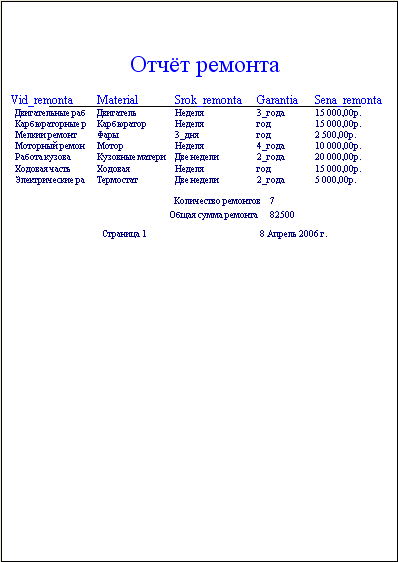 Отчёт ремонта
Vid_remonta Material Srok_remonta Garantia Sena_remonta
Двигательные раб Двигатель Неделя 3_года 15 000,00р.
Карбюраторные р Карбюратор Неделя год 15 000,00р.
Мелкии ремонт Фары 3_дня год 2 500,00р.
Моторный ремон Мотор Неделя 4_года 10 000,00р.
Работа кузова Кузовные матери Две недели 2_года 20 000,00р.
Ходовая часть Ходовая Неделя год 15 000,00р.
Электрические ра Термостат Две недели 2_года 5 000,00р.
Количество ремонтов 7
Общая сумма ремонта 82500
Страница 1 8 Апрель 2006 г.